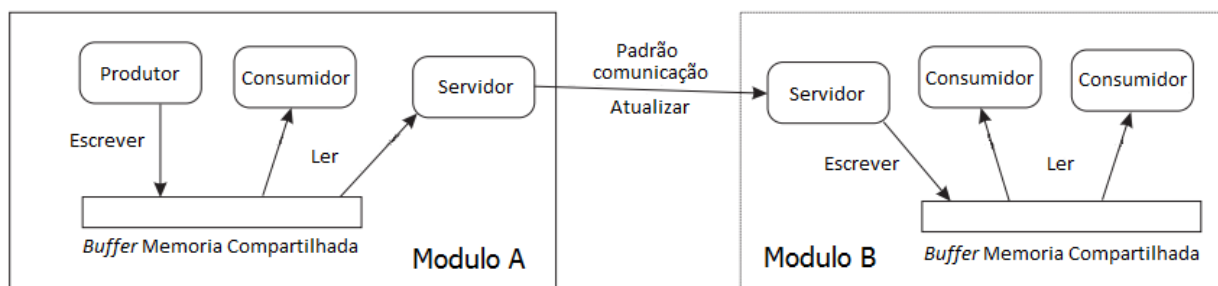 Produtor
Consumidor
Servidor
Escrever
Ler
Buffer Memoria Compartilhada
Modulo A
Padrão
comunicação
Atualizar
Servidor
Consumidor
Consumidor
Escrever
Ler
Buffer Memoria Compartilhada
Modulo B